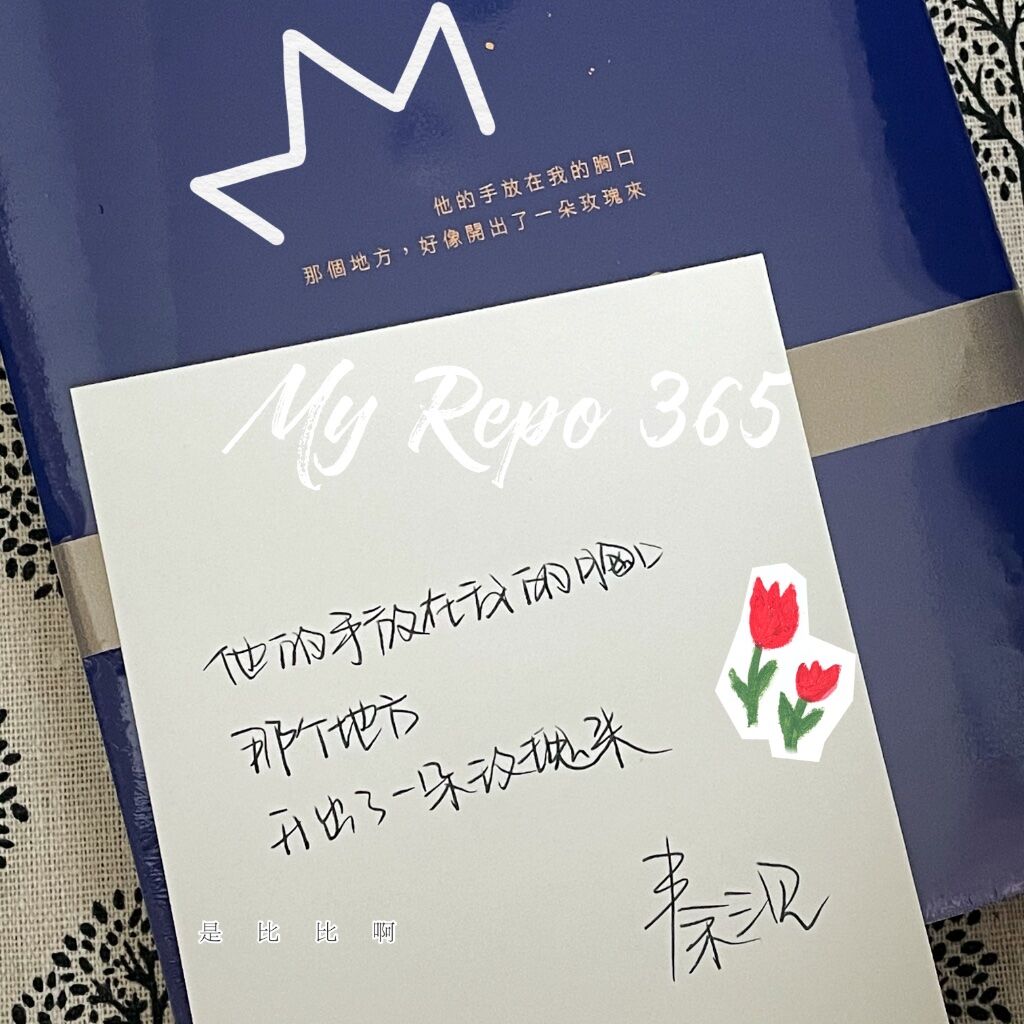 他的手放在我的胸口
那個地方，好像開出了一朵玫瑰來
My Repo 365
他的手放在我的胸口
那个地方
开出了一朵玫瑰来
是比比啊